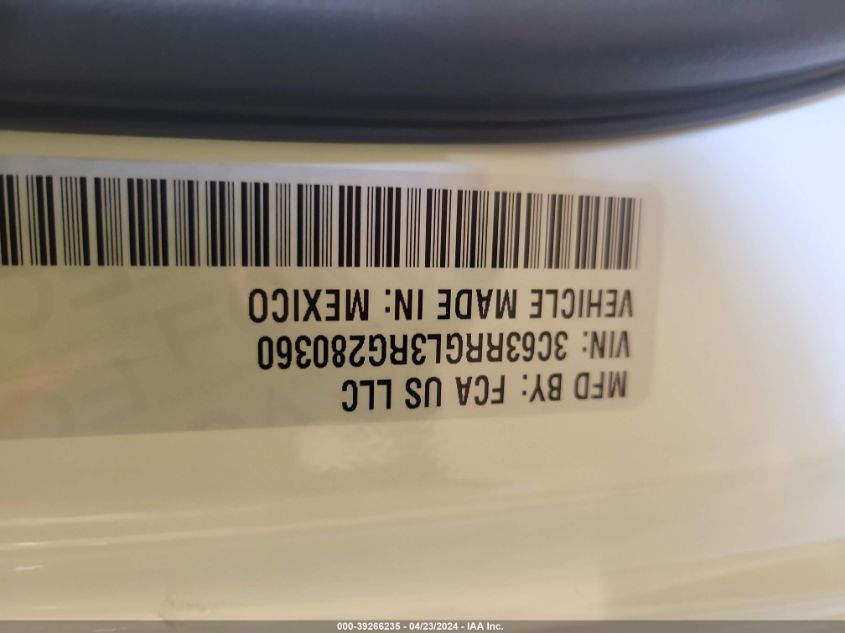 MFD BY: FCA US LLC
VIN: 3C63RRGL3RG280360
VEHICLE MADE IN: MEXICO
000-39266235 - 04/23/2024 - IAA Inc.